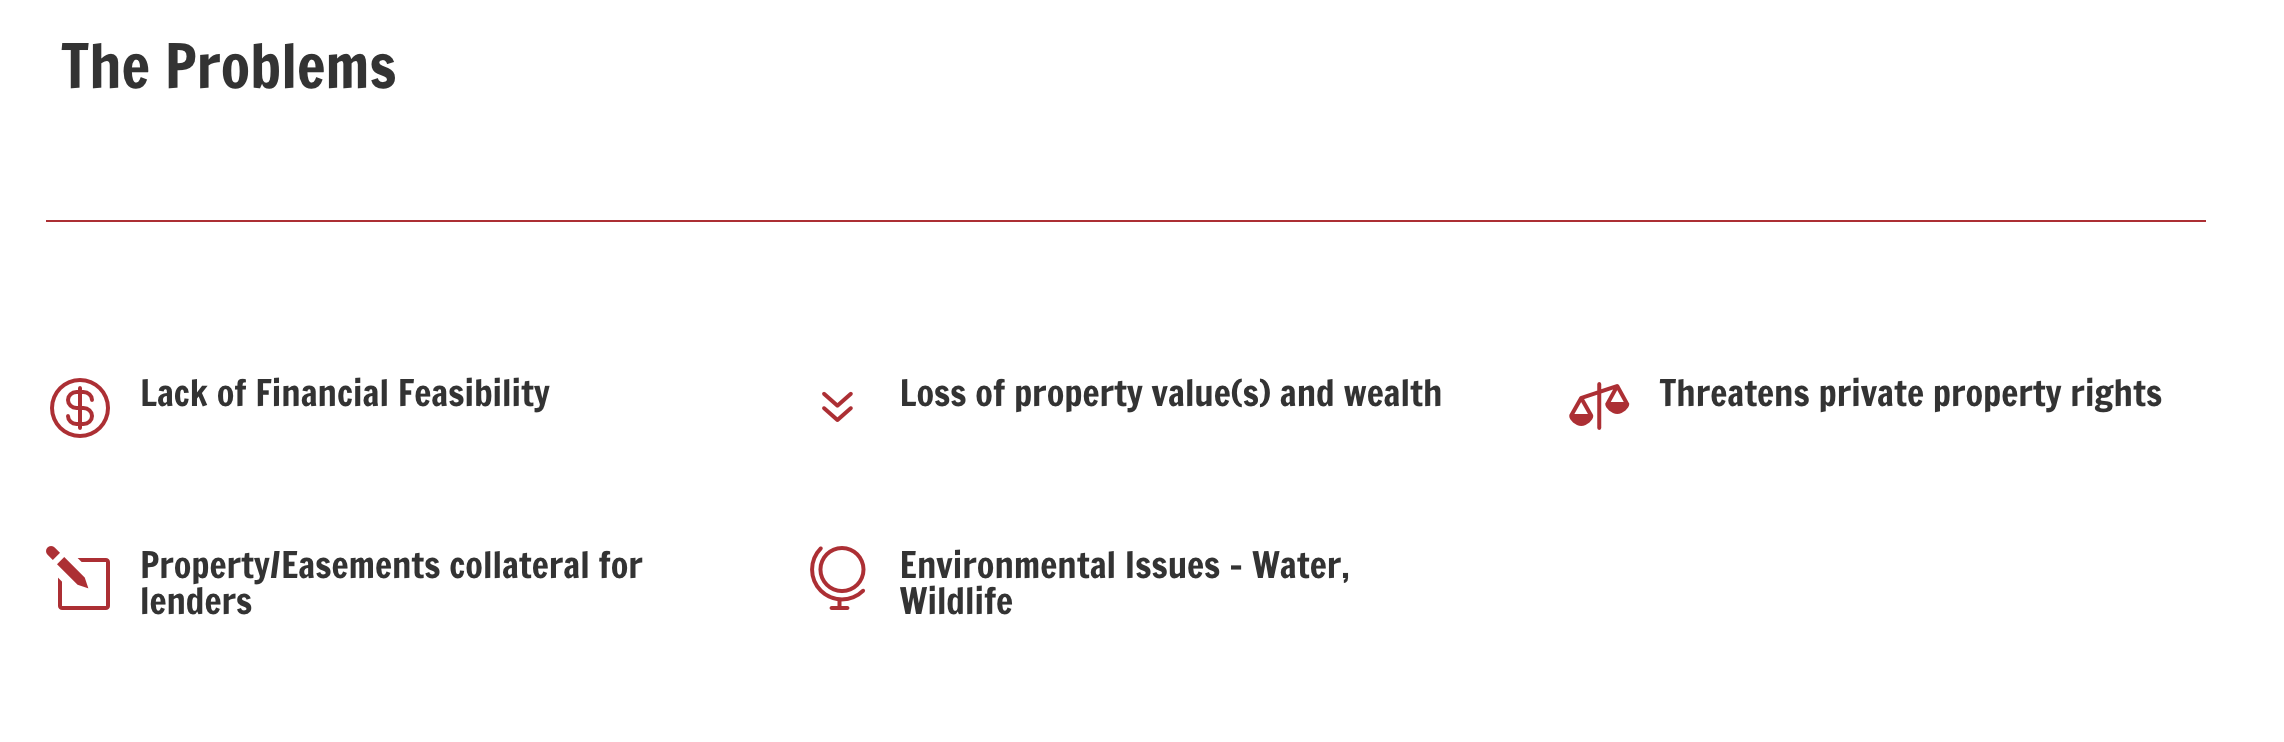 The Problems
Lack of Financial Feasibility
Loss of property value(s) and wealth
Threatens private property rights
Property/Easements collateral for
lenders
Environmental Issues - Water,
Wildlife